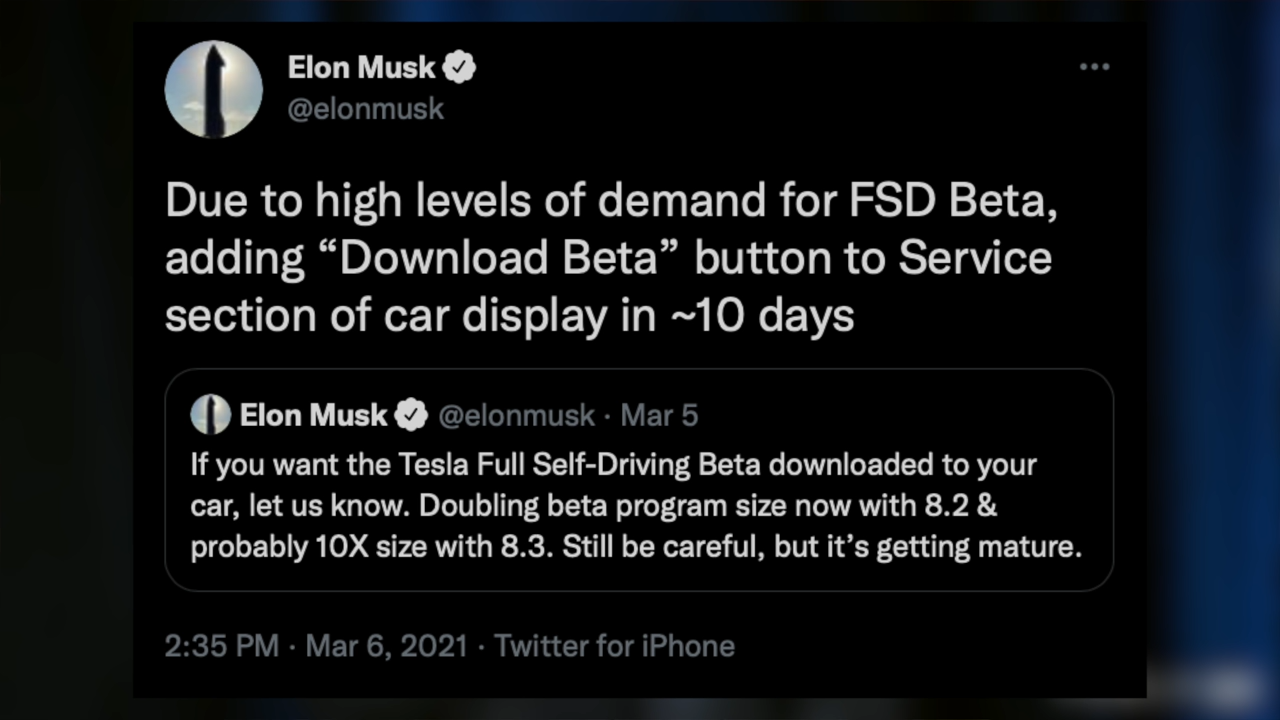 Elon Musk
@elonmusk
Due to high levels of demand for FSD Beta,
adding “Download Beta” button to Service
section of car display in ~10 days
Elon Musk @elonmusk · Mar 5
If you want the Tesla Full Self-Driving Beta downloaded to your
car, let us know. Doubling beta program size now with 8.2 &
probably 10X size with 8.3. Still be careful, but it’s getting mature.
2:35 PM · Mar 6, 2021 · Twitter for iPhone